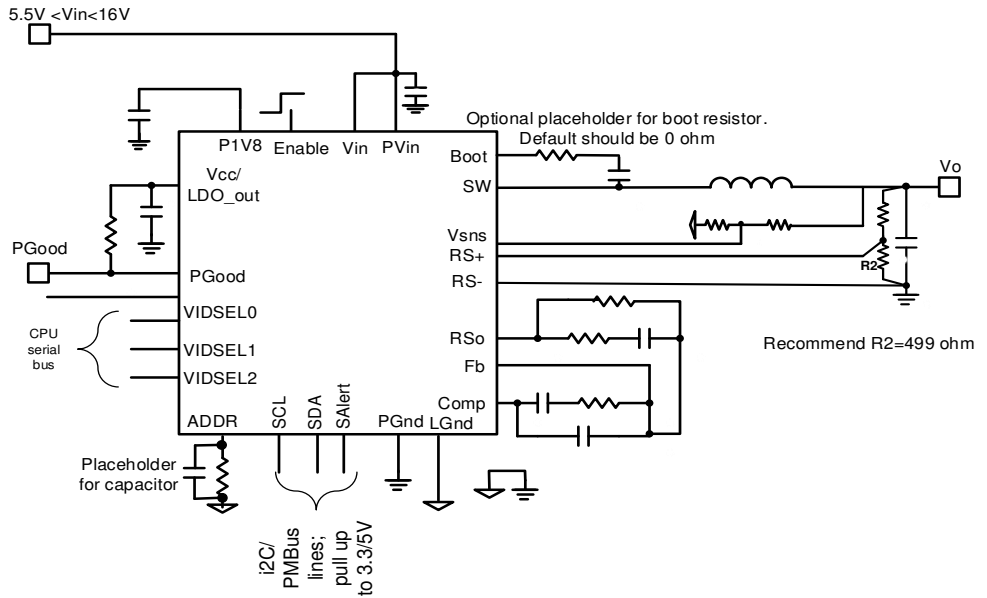 5.5V <Vin<16V
P1V8
Enable
Vin
PVin
Optional placeholder for boot resistor.
Default should be 0 ohm
Boot
SW
Vo
Vcc/
LDO_out
Vsns
RS+
R2
RS-
PGood
PGood
VIDSEL0
VIDSEL1
VIDSEL2
CPU
serial
bus
RSo
Fb
Comp
Recommend R2=499 ohm
ADDR
SCL
SDA
SAlert
PGnd
LGnd
Placeholder
for capacitor
i2C/
PMBus
lines;
pull up
to 3.3/5V